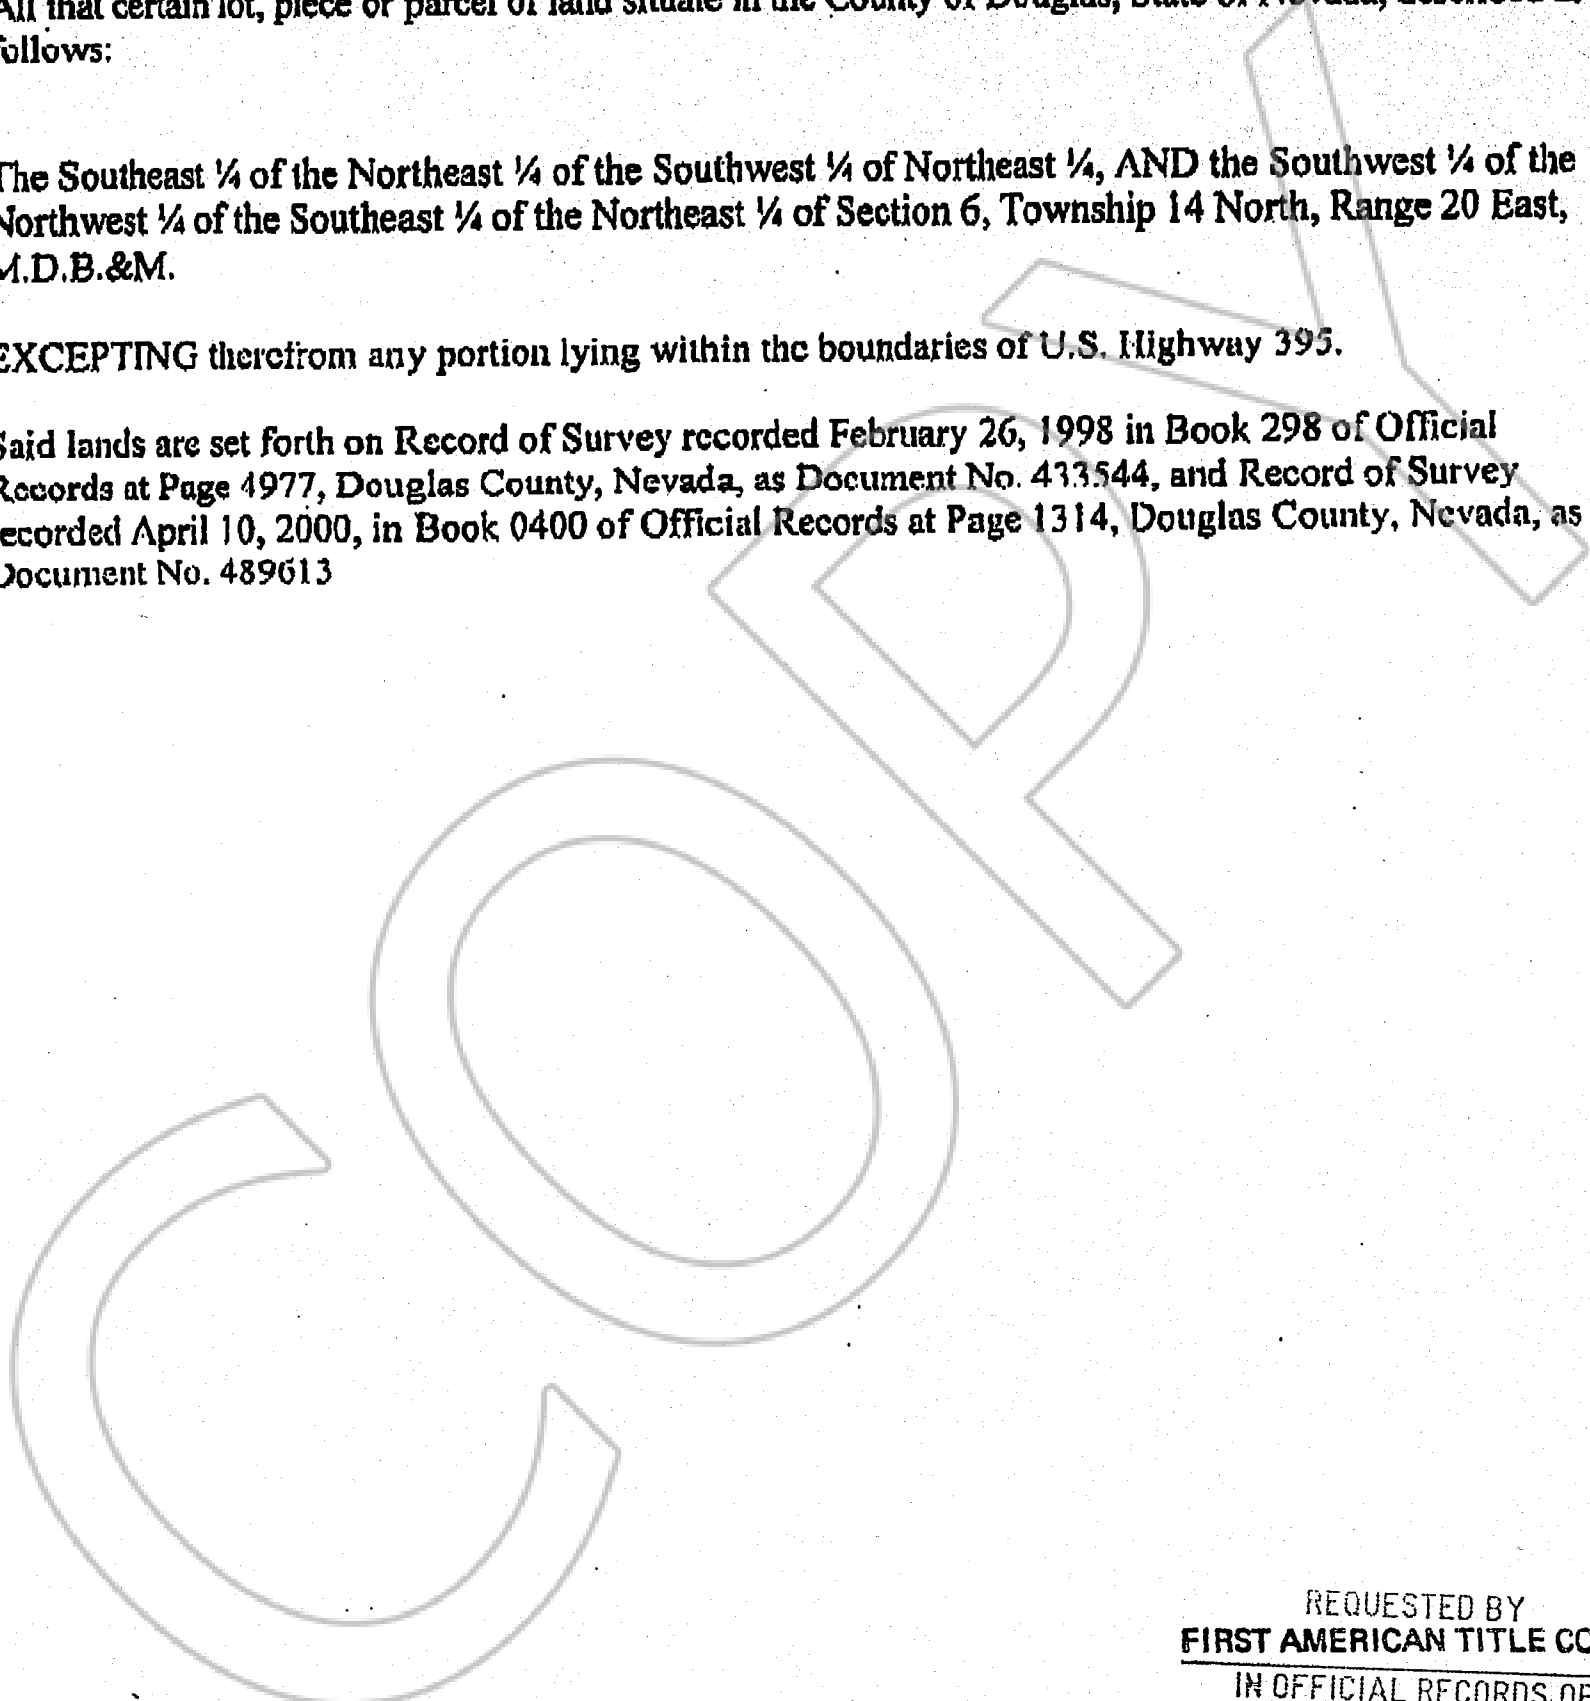 All that certain lot, piece or parcel of land situate in the County of Douglas, State of Nevada, described as
follows:
The Southeast ¼ of the Northeast ¼ of the Southwest ¼ of Northeast ¼, AND the Southwest ¼ of the
Northwest ¼ of the Southeast ¼ of the Northeast ¼ of Section 6, Township 14 North, Range 20 East,
M.D.B.&M.
EXCEPTING therefrom any portion lying within the boundaries of U.S. Highway 395.
Said lands are set forth on Record of Survey recorded February 26, 1998 in Book 298 of Official
Records at Page 4977, Douglas County, Nevada, as Document No. 433544, and Record of Survey
recorded April 10, 2000, in Book 0400 of Official Records at Page 1314, Douglas County, Nevada, as
Document No. 489613
COPY
REQUESTED BY
FIRST AMERICAN TITLE CO
IN OFFICIAL RECORDS OF